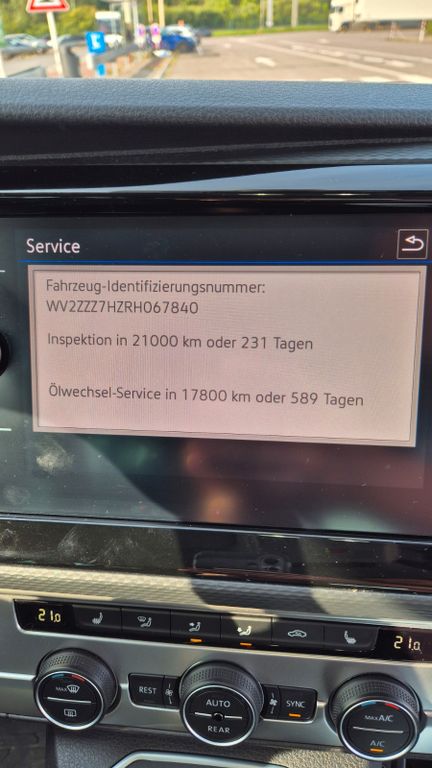 Service
Fahrzeug-Identifizierungsnummer:
WV2ZZZ7HZRH067840
Inspektion in 21000 km oder 231 Tagen
Ölwechsel-Service in 17800 km oder 589 Tagen
21.0
21.0
MAX
REST
AUTO
REAR
SYNC
MAX A/C
A/C